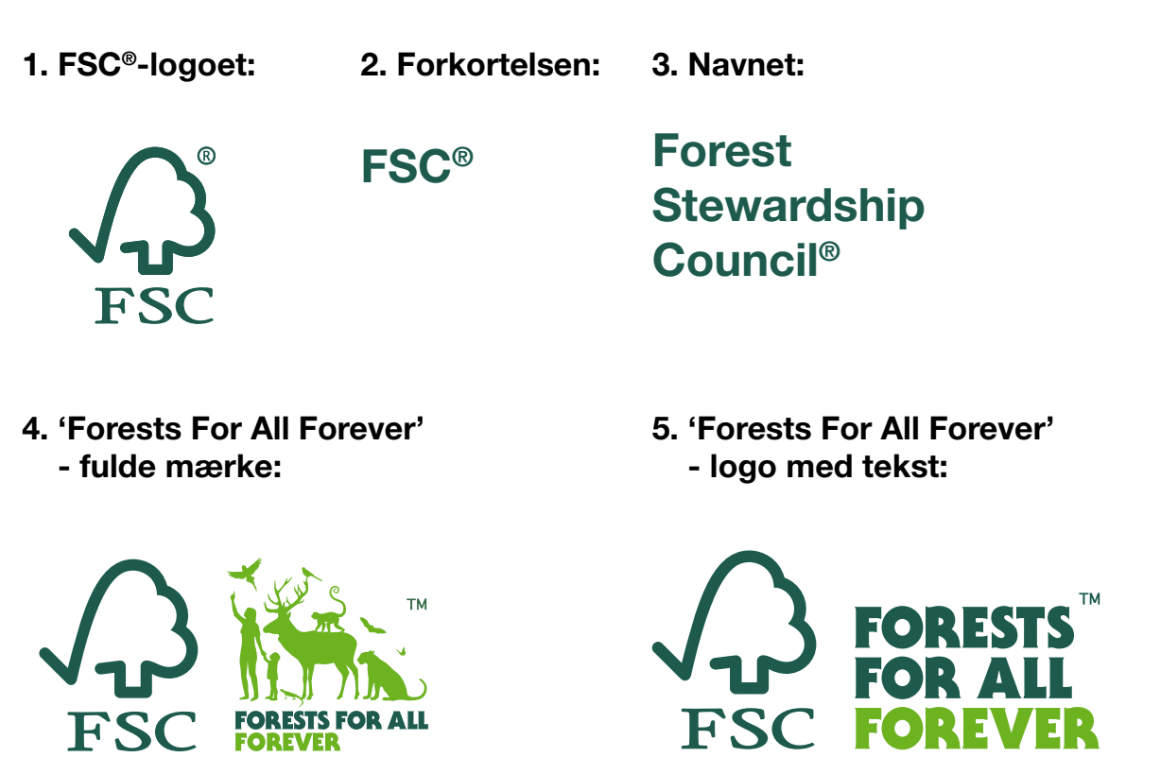 1. FSC®-logoet:
2. Forkortelsen:
3. Navnet:
®
FSC
FSC®
Forest
Stewardship
Council®
4. ‘Forests For All Forever’
- fulde mærke:
5. ‘Forests For All Forever’
- logo med tekst:
FSC
TM
FORESTS FOR ALL
FOREVER
FSC
TM
FORESTS
FOR ALL
FOREVER